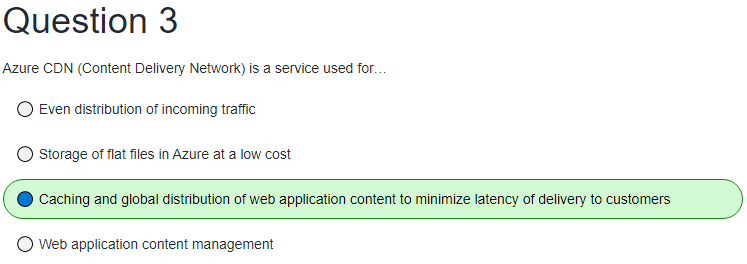 Question 3
Azure CDN (Content Delivery Network) is a service used for…
Even distribution of incoming traffic
Storage of flat files in Azure at a low cost
Caching and global distribution of web application content to minimize latency of delivery to customers
Web application content management